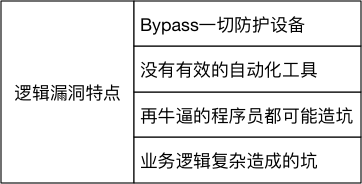 逻辑漏洞特点
Bypass一切防护设备
没有有效的自动化工具
再牛逼的程序员都可能造坑
业务逻辑复杂造成的坑